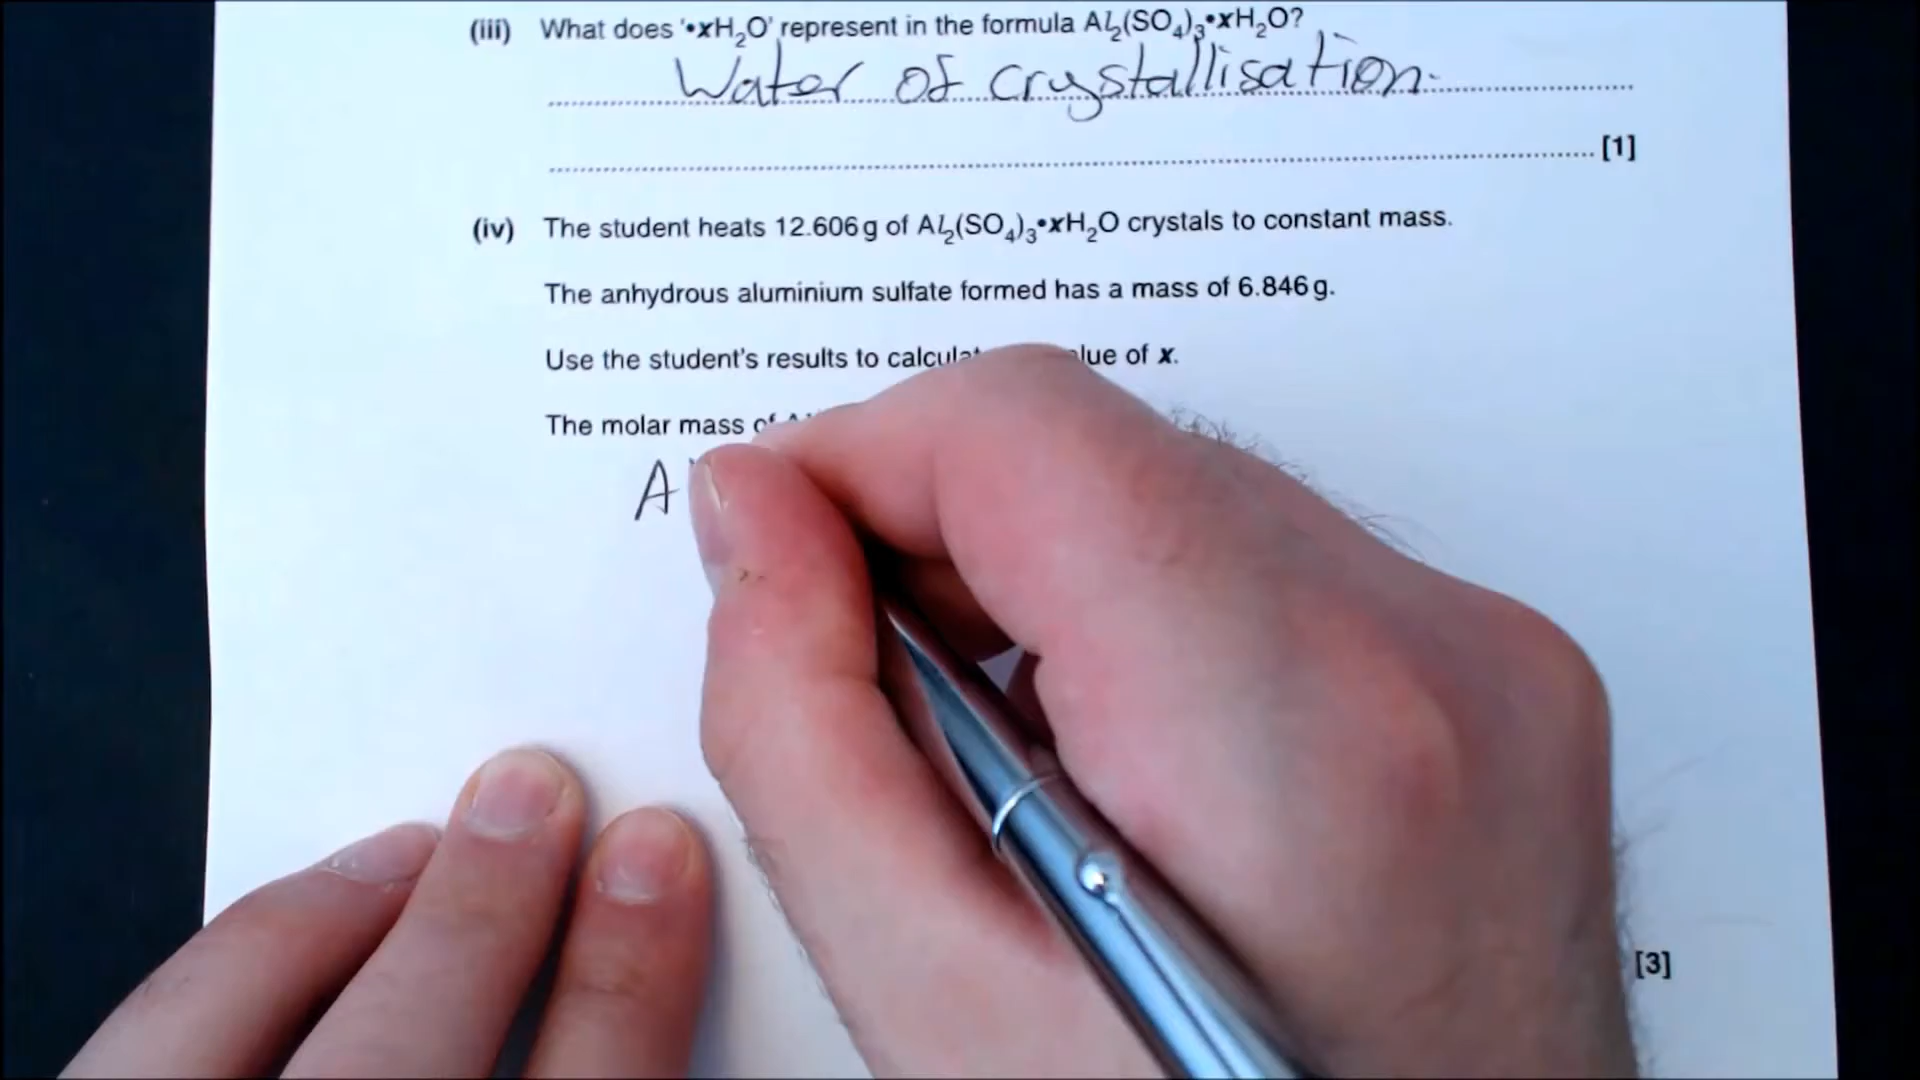 (iii) What does '•xH₂O' represent in the formula Al₂(SO₄)₃•xH₂O?
Water of crystallisation.
[1]
(iv) The student heats 12.606 g of Al₂(SO₄)₃•xH₂O crystals to constant mass.
The anhydrous aluminium sulfate formed has a mass of 6.846 g.
Use the student's results to of x.
The molar mass
A
[3]